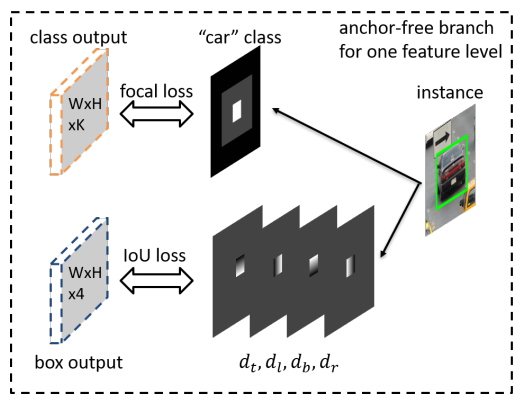 class output
"car" class
anchor-free branch
for one feature level
WxH
xK
focal loss
instance
WxH
x4
IoU loss
box output
d_t, d_l, d_b, d_r